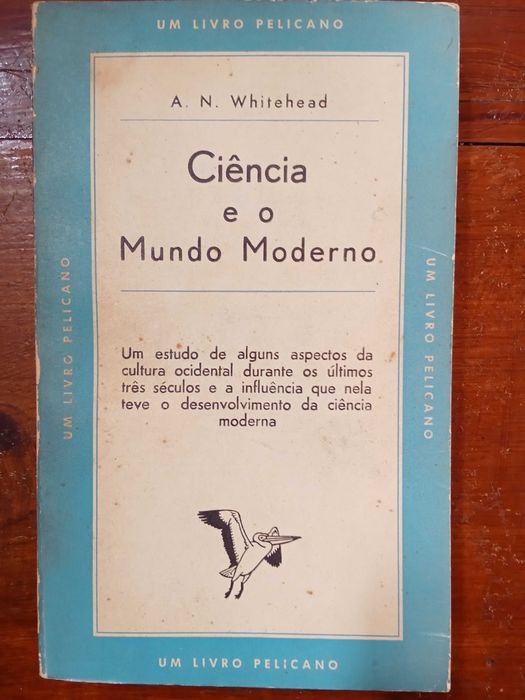 UM LIVRO PELICANO
A. N. Whitehead
Ciência
e o
Mundo Moderno
UM LIVRO PELICANO
UM LIVRO PELICANO
Um estudo de alguns aspectos da
cultura ocidental durante os últimos
três séculos e a influência que nela
teve o desenvolvimento da ciência
moderna
UM LIVRO PELICANO